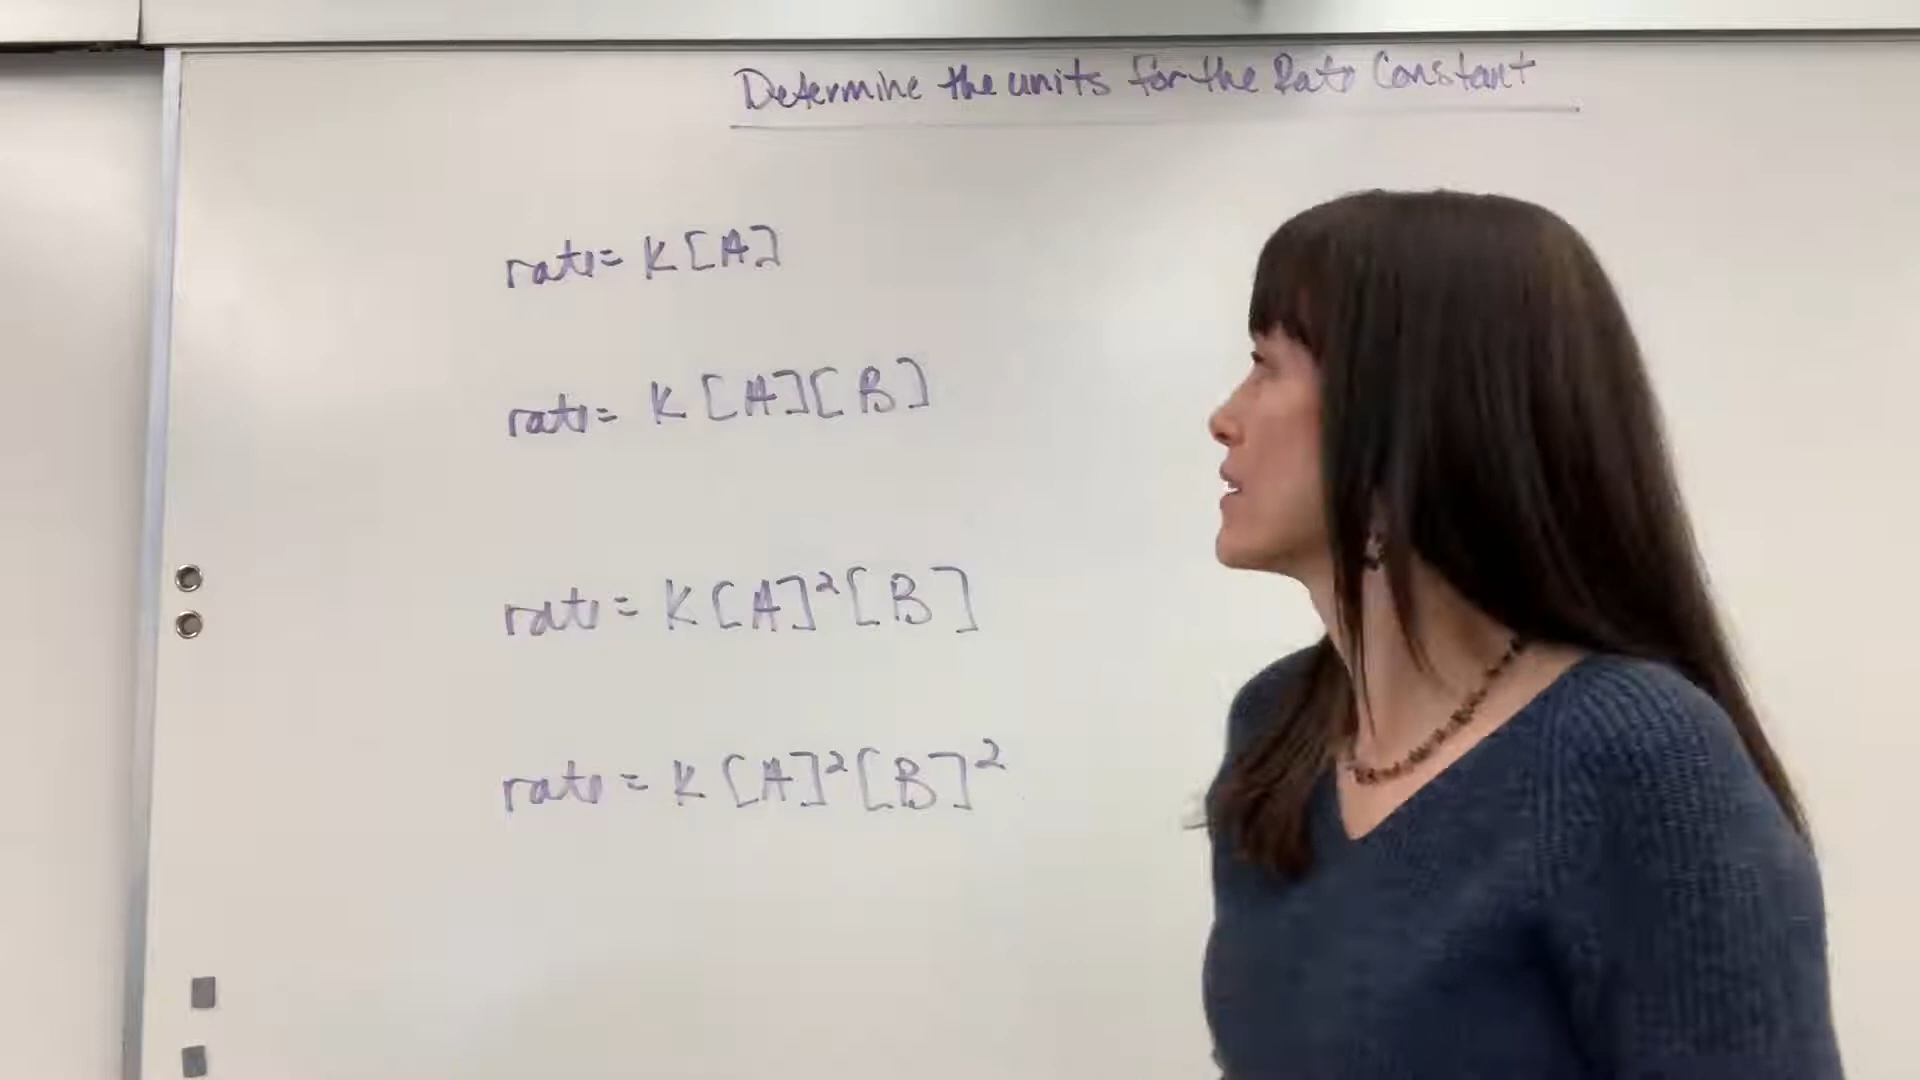 Determine the units for the Rate Constant
rate= K[A]
rate= K[A][B]
rate= K[A]²[B]
rate= K[A]²[B]²